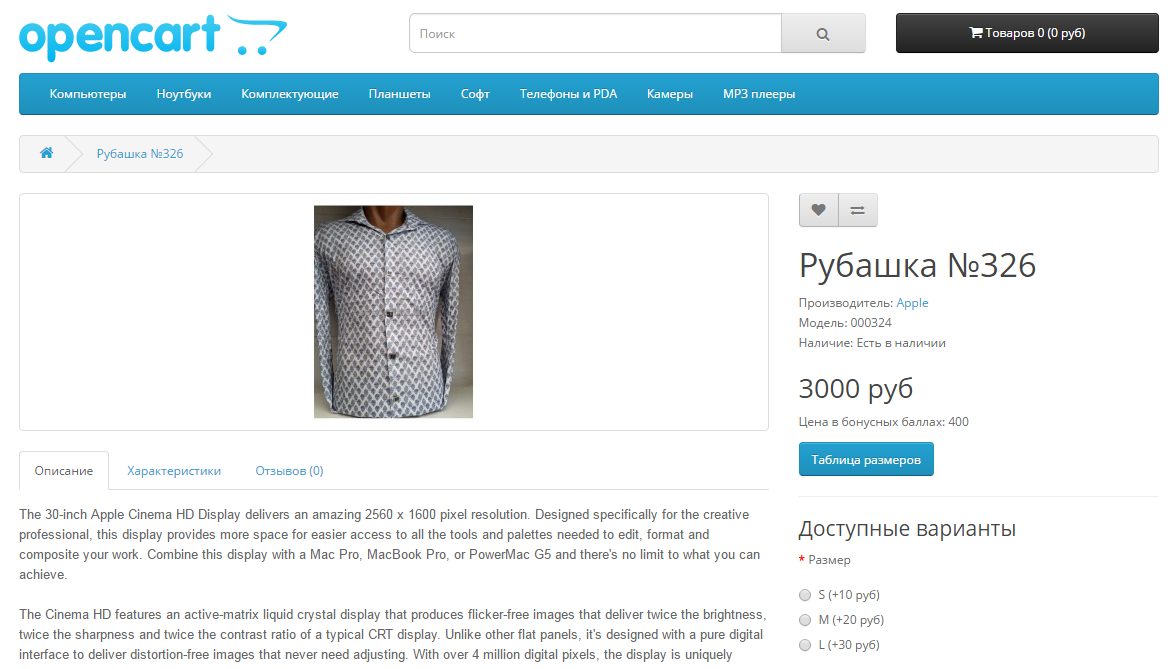 opencart
Поиск
Товаров 0 (0 руб)
Компьютеры Ноутбуки Комплектующие Планшеты Софт Телефоны и PDA Камеры MP3 плееры
Рубашка №326
Рубашка №326
Производитель: Apple
Модель: 000324
Наличие: Есть в наличии
3000 руб
Цена в бонусных баллах: 400
Таблица размеров
Доступные варианты
* Размер
S (+10 руб)
M (+20 руб)
L (+30 руб)
Описание Характеристики Отзывов (0)
The 30-inch Apple Cinema HD Display delivers an amazing 2560 x 1600 pixel resolution. Designed specifically for the creative
professional, this display provides more space for easier access to all the tools and palettes needed to edit, format and
composite your work. Combine this display with a Mac Pro, MacBook Pro, or PowerMac G5 and there's no limit to what you can
achieve.
The Cinema HD features an active-matrix liquid crystal display that produces flicker-free images that deliver twice the brightness,
twice the sharpness and twice the contrast ratio of a typical CRT display. Unlike other flat panels, it's designed with a pure digital
interface to deliver distortion-free images that never need adjusting. With over 4 million digital pixels, the display is uniquely